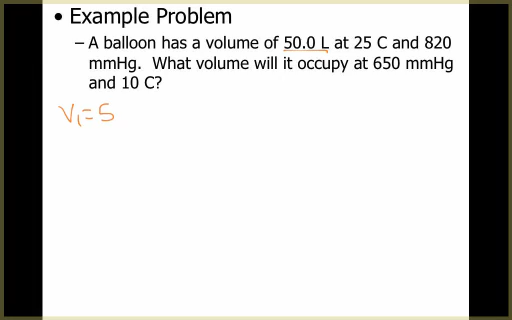 • Example Problem
– A balloon has a volume of 50.0 L at 25 C and 820
mmHg.  What volume will it occupy at 650 mmHg
and 10 C?
V₁=5